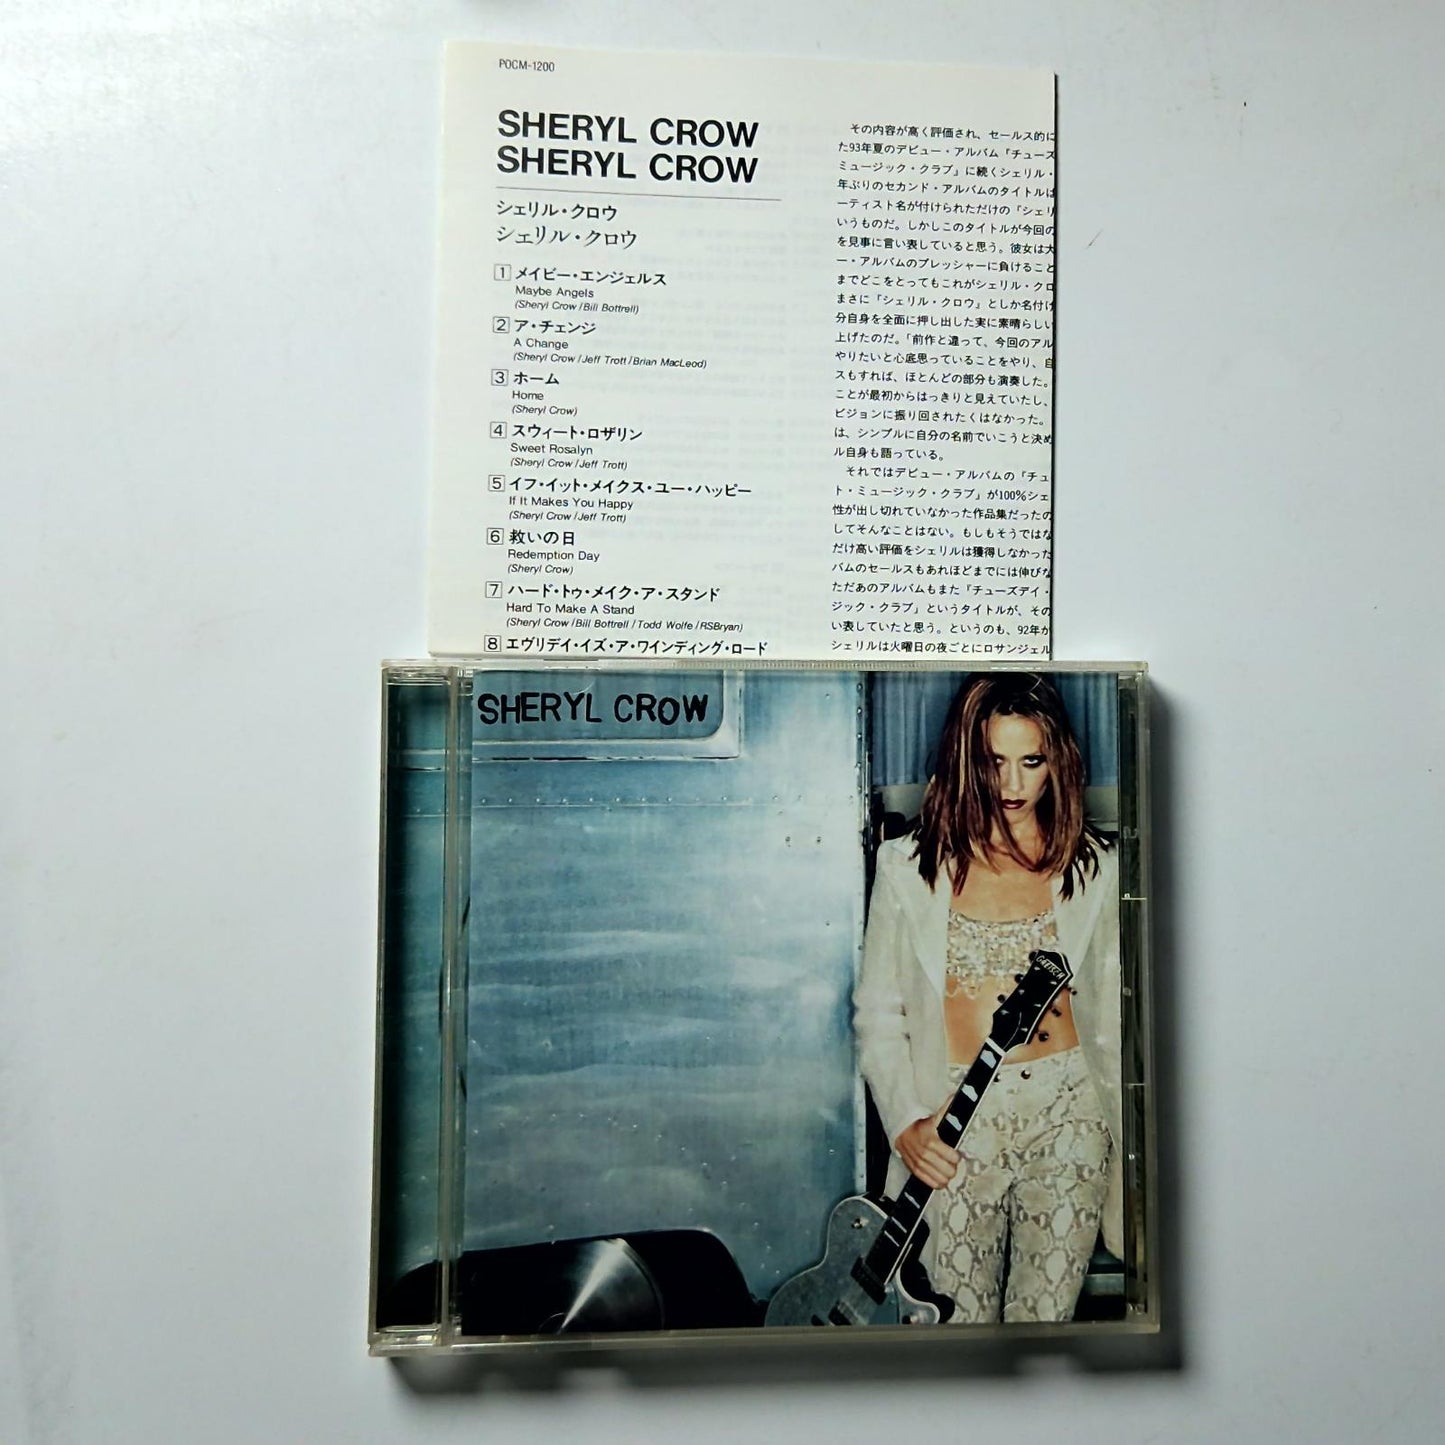 POCM-1200
SHERYL CROW
SHERYL CROW
シェリル・クロウ
シェリル・クロウ
1 メイビー・エンジェルス
Maybe Angels
(Sheryl Crow/Bill Bottrell)
2 ア・チェンジ
A Change
(Sheryl Crow/Jeff Trott/Brian MacLeod)
3 ホーム
Home
(Sheryl Crow)
4 スウィート・ロザリン
Sweet Rosalyn
(Sheryl Crow/Jeff Trott)
5 イフ・イット・メイクス・ユー・ハッピー
If It Makes You Happy
(Sheryl Crow/Jeff Trott)
6 救いの日
Redemption Day
(Sheryl Crow)
7 ハード・トゥ・メイク・ア・スタンド
Hard To Make A Stand
(Sheryl Crow/Bill Bottrell/Todd Wolfe/RSBryan)
8 エヴリデイ・イズ・ア・ワインディング・ロード
その内容が高く評価され、セールス的に
た93年夏のデビュー・アルバム『チューズ
ミュージック・クラブ』に続くシェリル・
年ぶりのセカンド・アルバムのタイトルは
ーティスト名が付けられただけの『シェリ
いうものだ。しかしこのタイトルが今回の
を見事に言い表していると思う。彼女は大
ー・アルバムのプレッシャーに負けること
までどこをとってもこれがシェリル・クロ
まさに『シェリル・クロウ』としか名付け
分自身を全面に押し出した実に素晴らしい
上げたのだ。「前作と違って、今回のアル
やりたいと心底思っていることをやり、自
スもすれば、ほとんどの部分も演奏した。
ことが最初からはっきりと見えていたし、
ビジョンに振り回されたくはなかった。
は、シンプルに自分の名前でいこうと決め
ル自身も語っている。
それではデビュー・アルバムの『チュ
ト・ミュージック・クラブ』が100%シェ
性が出し切れていなかった作品集だったの
してそんなことはない。もしもそうではな
だけ高い評価をシェリルは獲得しなかった
バムのセールスもあれほどまでには伸びな
ただあのアルバムもまた『チューズデイ・
ジック・クラブ』というタイトルが、その
い表していたと思う。というのも、92年か
シェリルは火曜日の夜ごとにロサンジェル
SHERYL CROW
GRETSCH